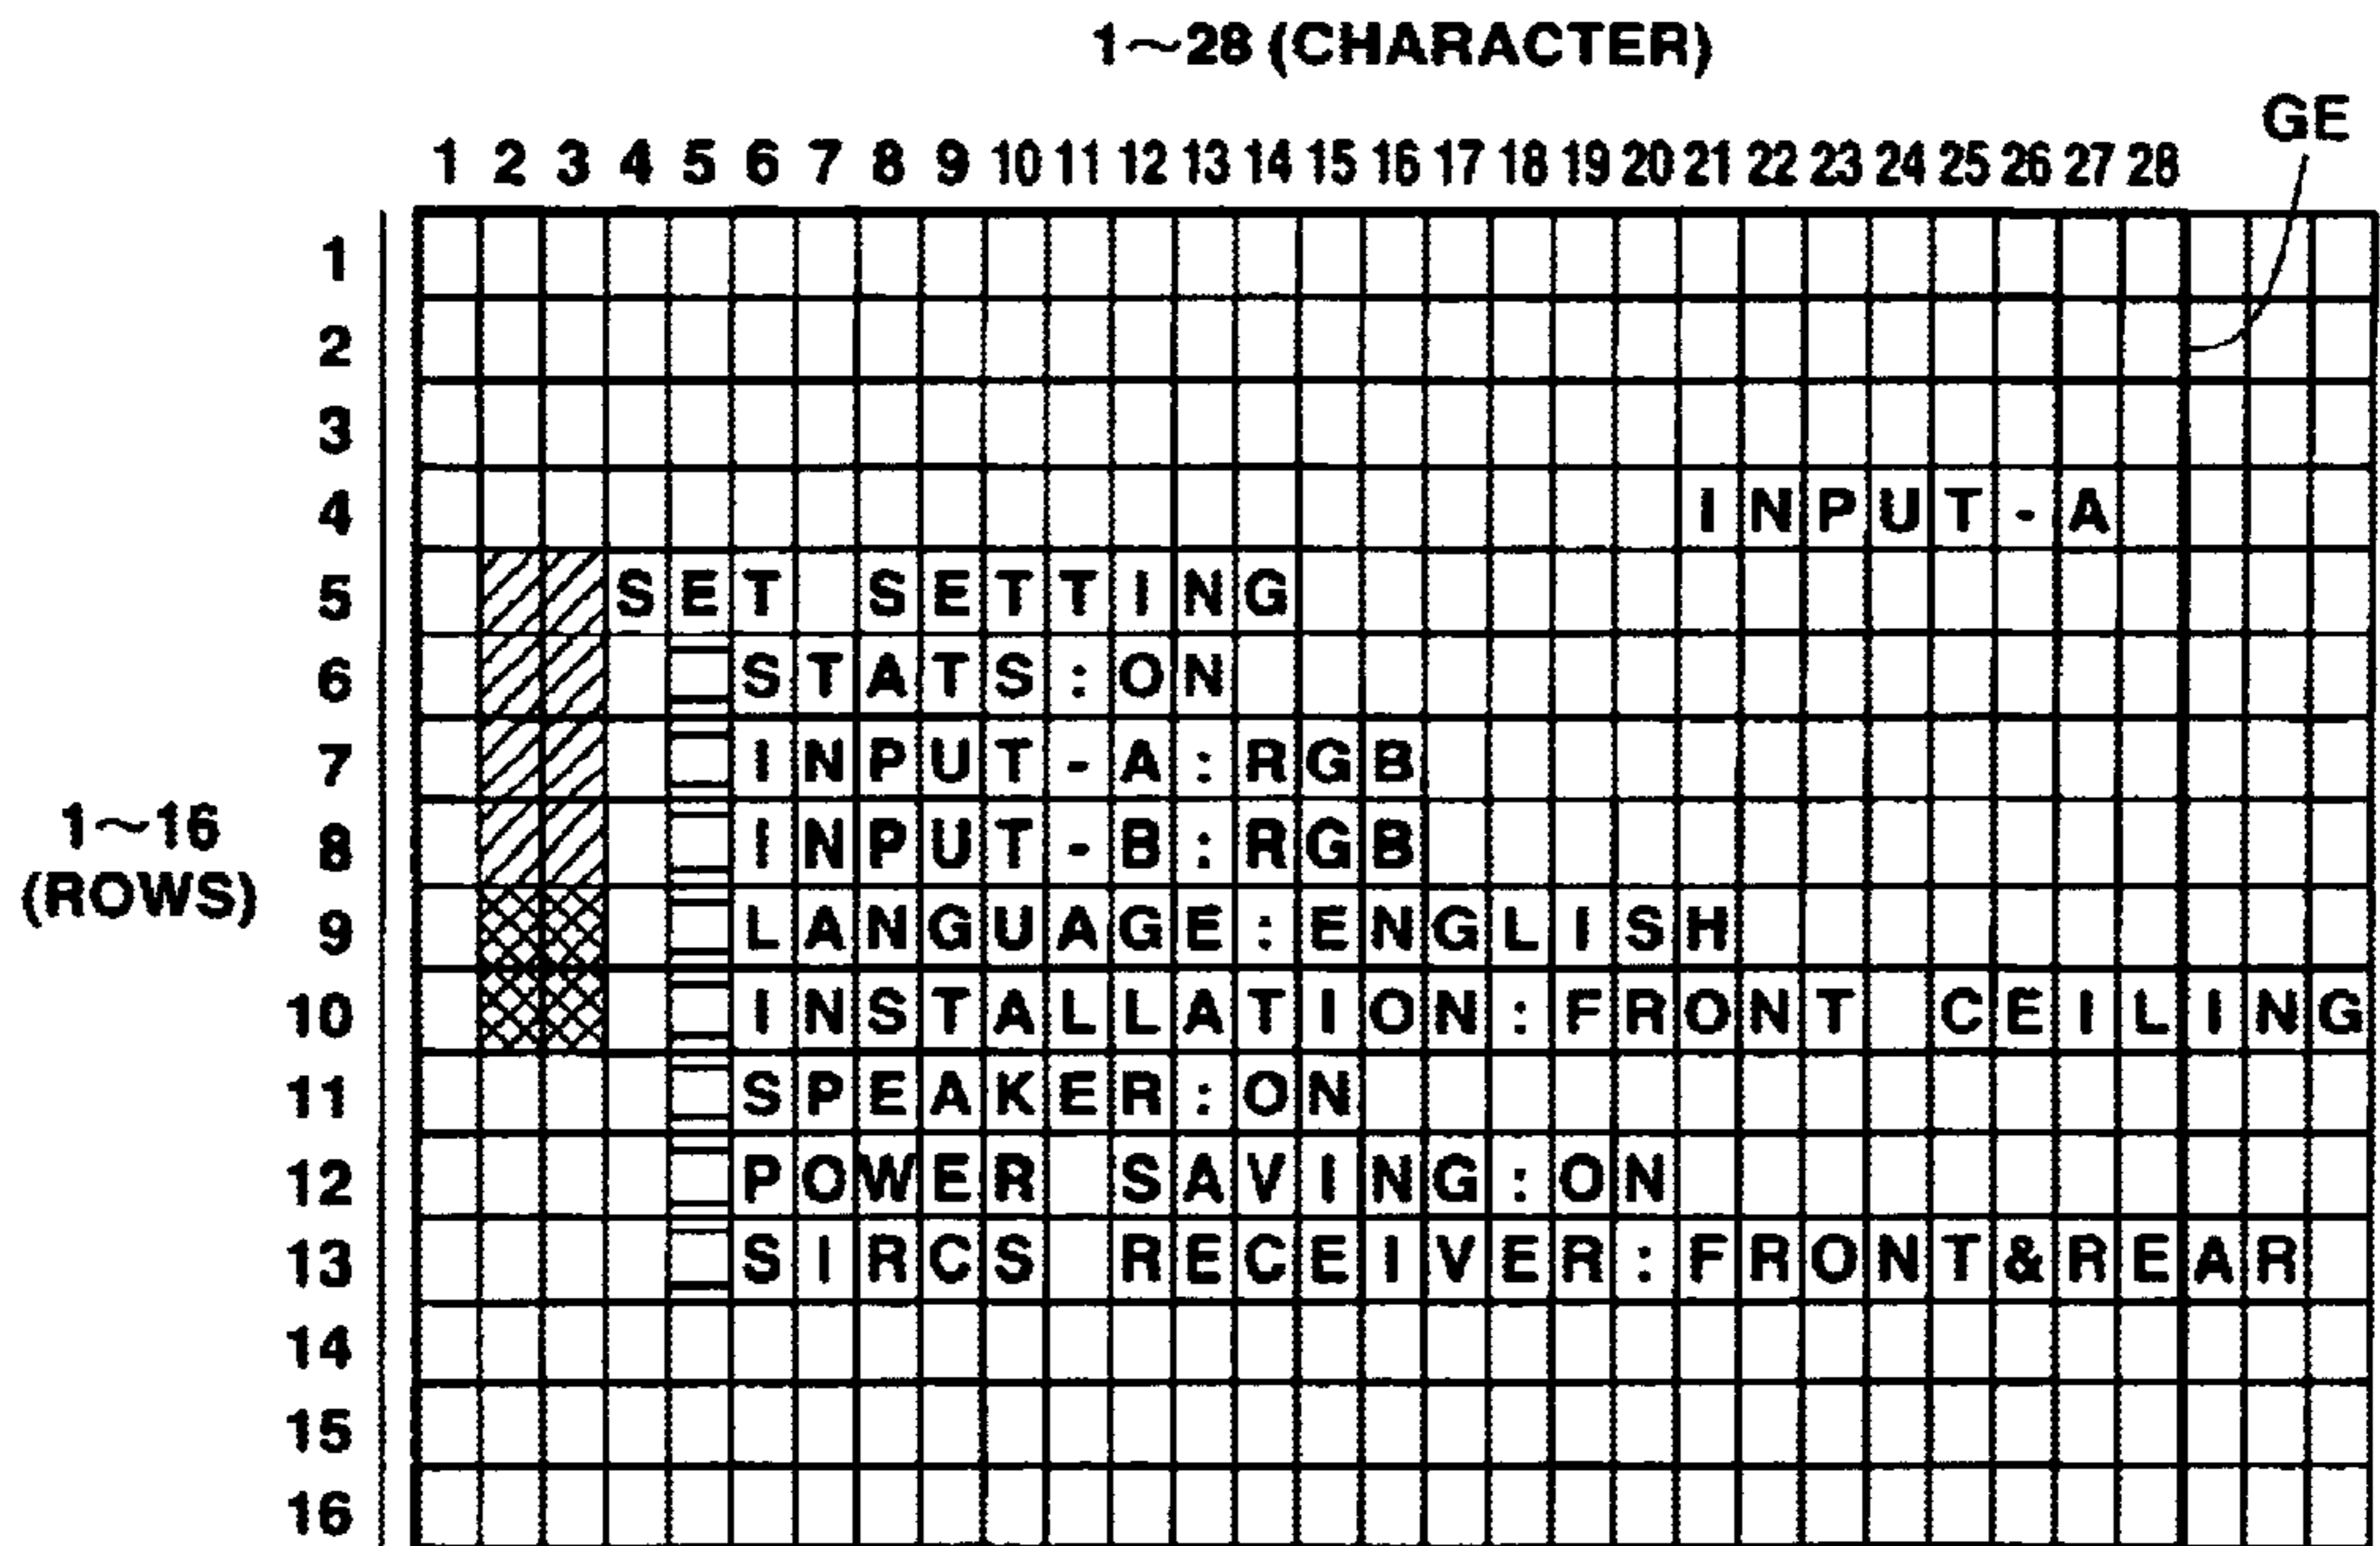 1~28 (CHARACTER)
GE
1 2 3 4 5 6 7 8 9 10 11 12 13 14 15 16 17 18 19 20 21 22 23 24 25 26 27 28
1
2
3
4 INPUT-A
5 SET SETTING
6 STATS:ON
7 INPUT-A:RGB
1~16
(ROWS)
8 INPUT-B:RGB
9 LANGUAGE:ENGLISH
10 INSTALLATION:FRONT CEILING
11 SPEAKER:ON
12 POWER SAVING:ON
13 SIRCS RECEIVER:FRONT&REAR
14
15
16